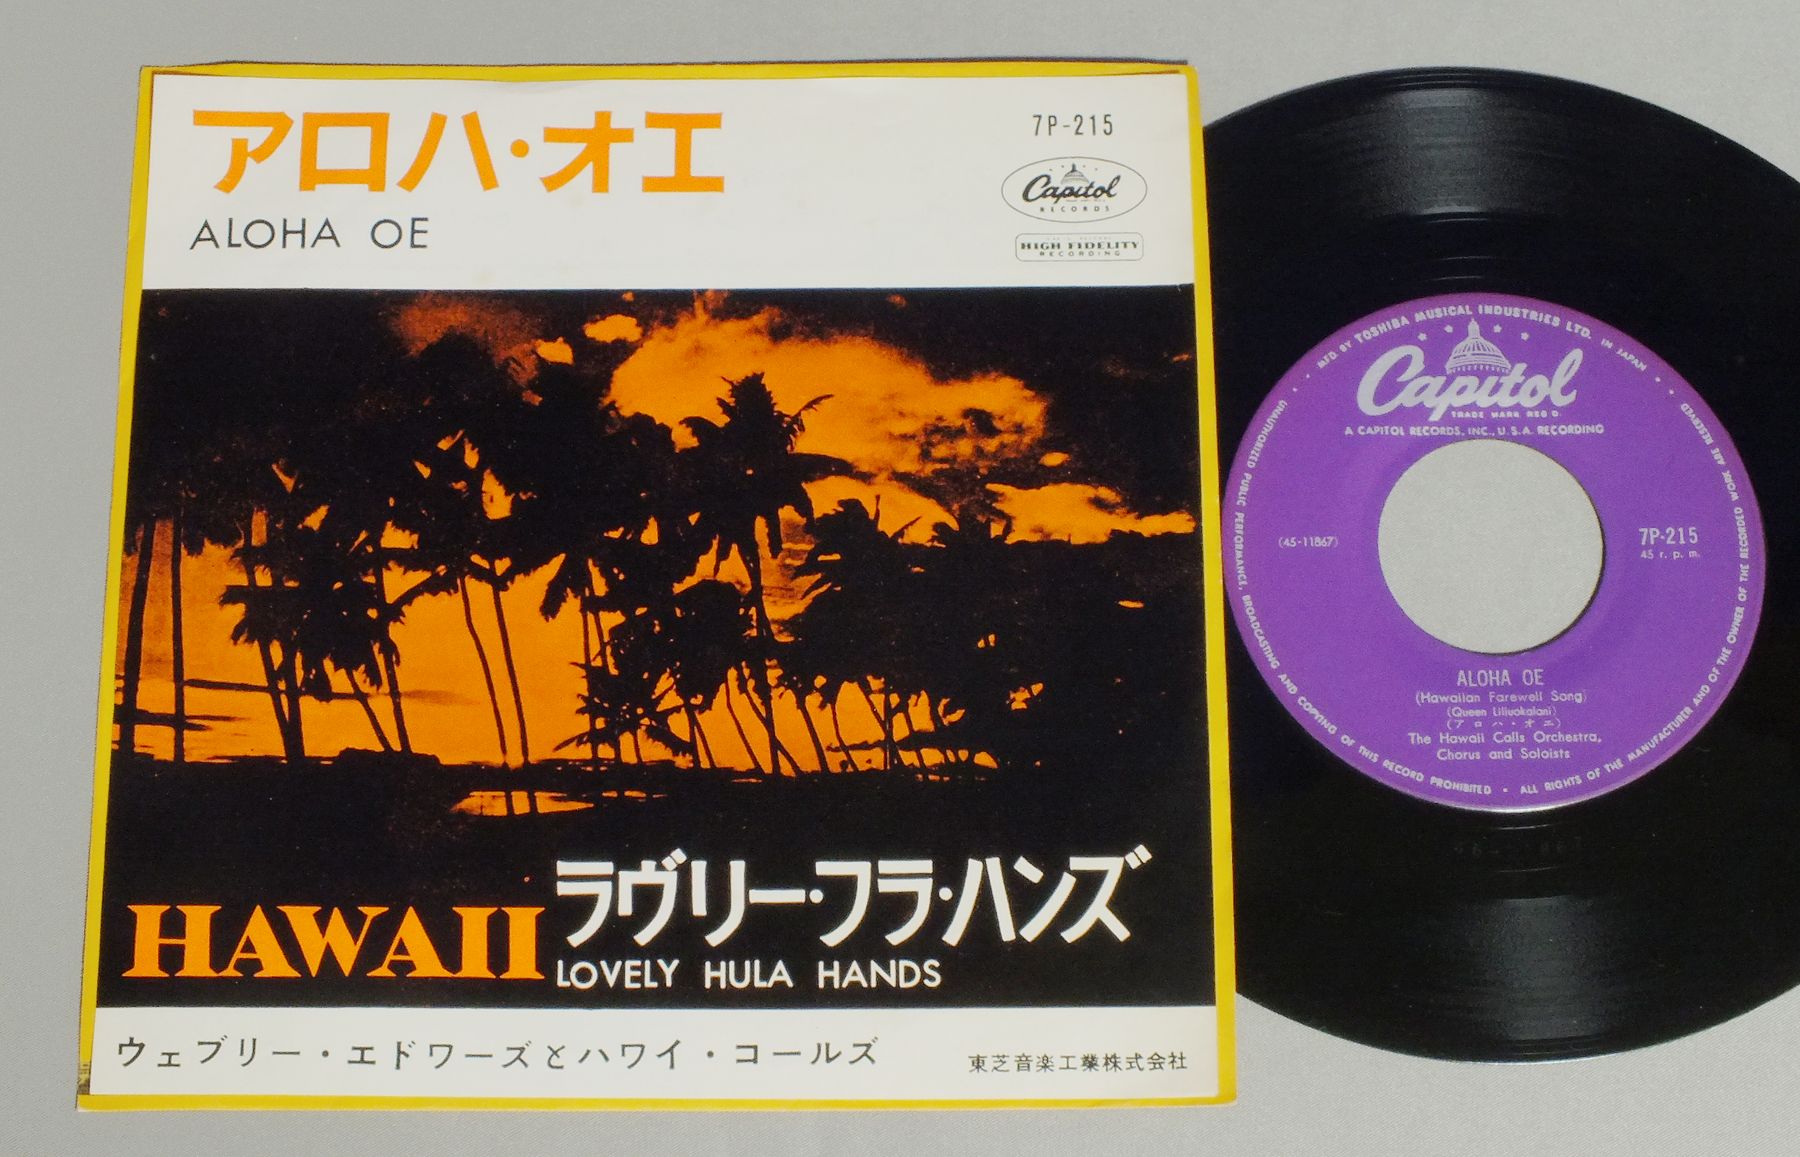 アロハ・オエ
ALOHA OE
7P-215
Capitol
RECORDS
HIGH FIDELITY
RECORDING
HAWAII
ラヴリー・フラ・ハンズ
LOVELY HULA HANDS
ウェブリー・エドワーズとハワイ・コールズ
東芝音楽工業株式会社
MFD. BY TOSHIBA MUSICAL INDUSTRIES LTD. IN JAPAN
Capitol
TRADE MARK REG'D.
A CAPITOL RECORDS, INC., U.S.A. RECORDING
(45-11867)
7P-215
45 r. p. m.
ALOHA OE
(Hawaiian Farewell Song)
(Queen Liliuokalani)
(アロハ・オエ)
The Hawaii Calls Orchestra,
Chorus and Soloists
UNAUTHORIZED PUBLIC PERFORMANCE, BROADCASTING AND COPYING OF THIS RECORD PROHIBITED • ALL RIGHTS OF THE MANUFACTURER AND OF THE OWNER OF THE RECORDED WORK ARE RESERVED